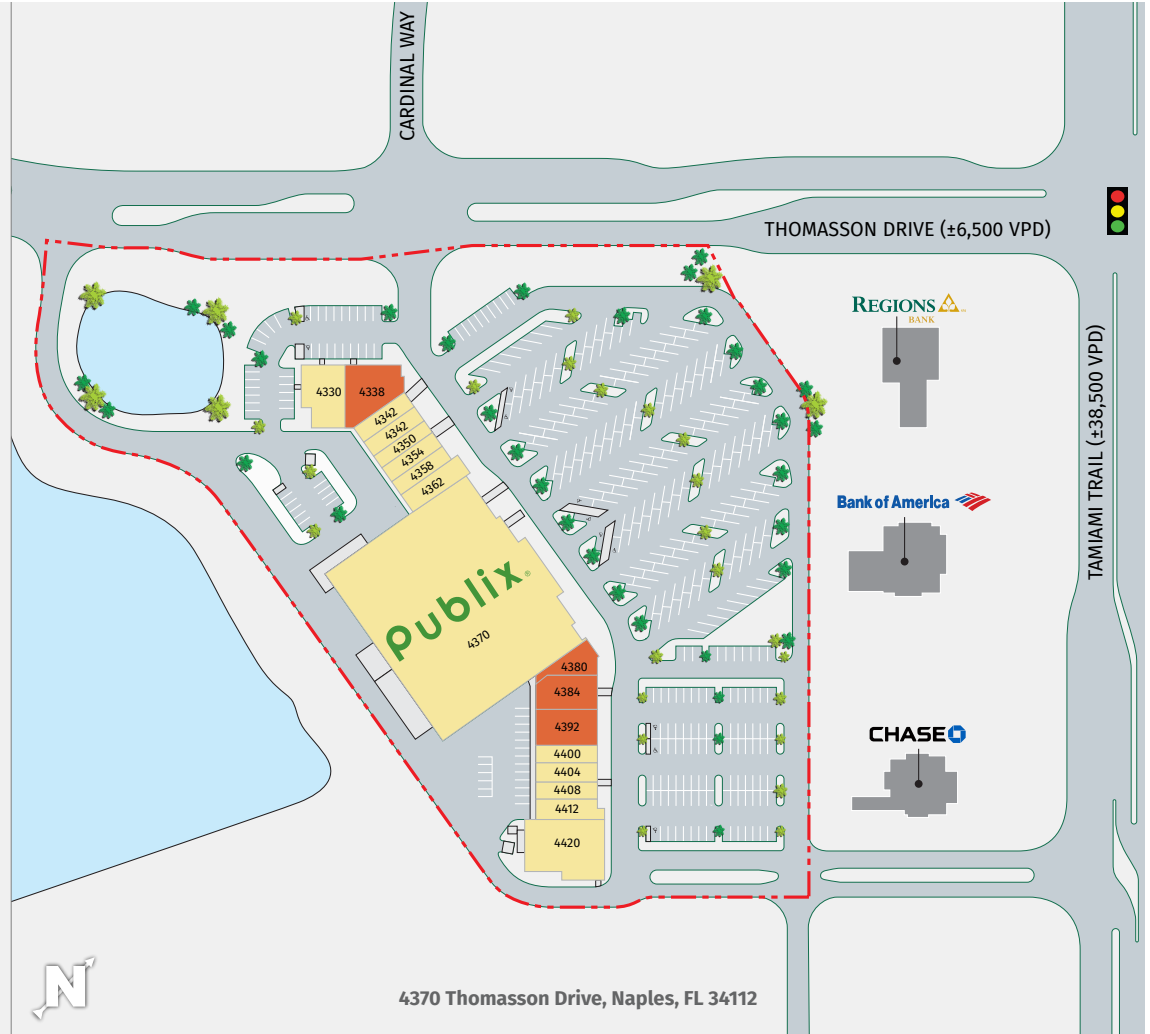 CARDINAL WAY
THOMASSON DRIVE (±6,500 VPD)
REGIONS
BANK
TAMIAMI TRAIL (±38,500 VPD)
4330
4338
4342
4342
4350
4354
4358
4362
Bank of America
publix®
4370
4380
4384
4392
4400
4404
4408
4412
4420
CHASE
N
4370 Thomasson Drive, Naples, FL 34112